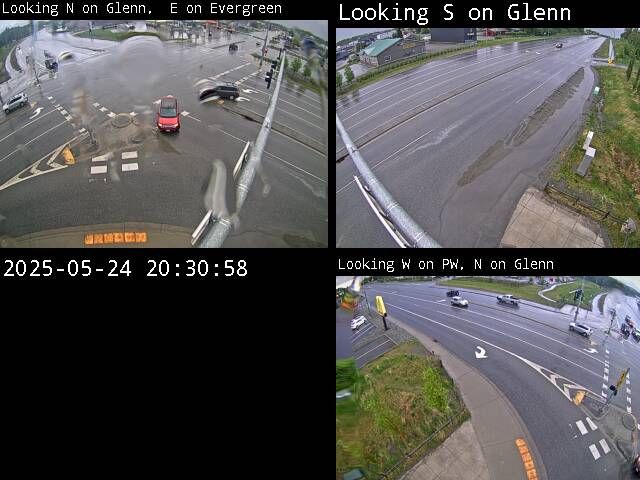 Looking N on Glenn, E on Evergreen
Looking S on Glenn
2025-05-24 20:30:58
Looking W on PW, N on Glenn